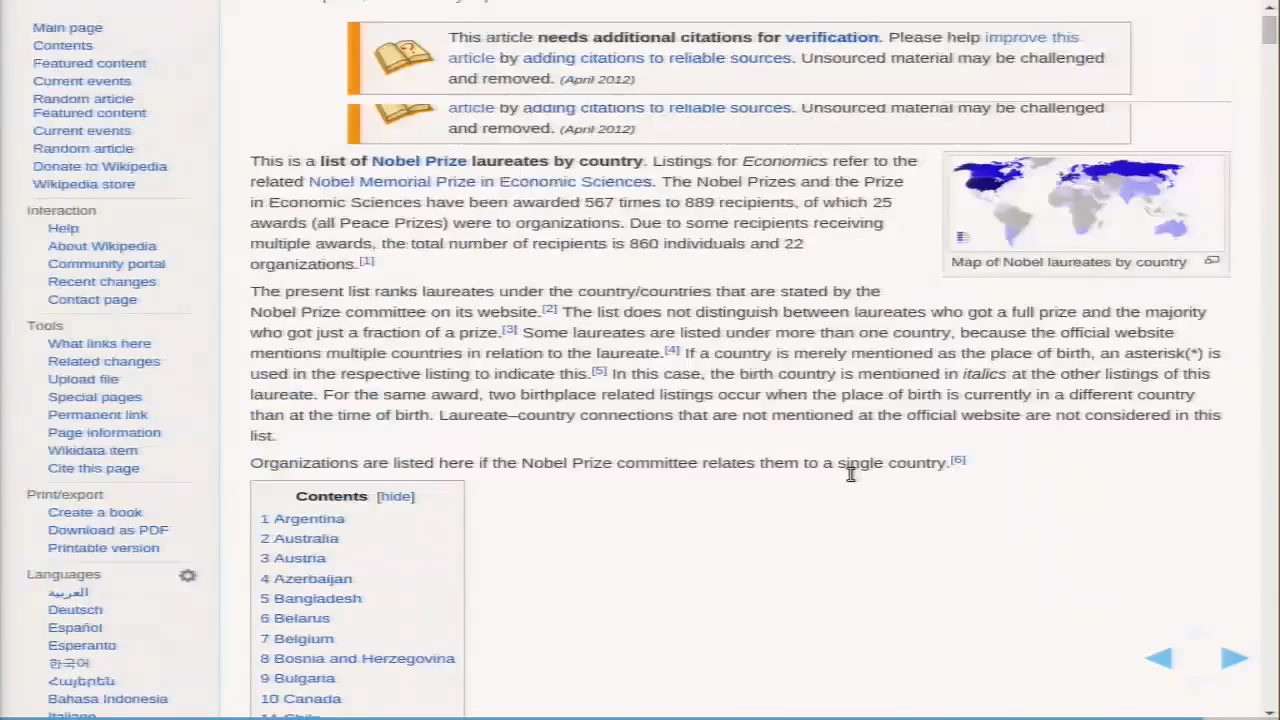 Main page
Contents
Featured content
Current events
Random article
Featured content
Current events
Random article
Donate to Wikipedia
Wikipedia store
Interaction
Help
About Wikipedia
Community portal
Recent changes
Contact page
Tools
What links here
Related changes
Upload file
Special pages
Permanent link
Page information
Wikidata item
Cite this page
Print/export
Create a book
Download as PDF
Printable version
Languages
العربية
Deutsch
Español
Esperanto
한국어
Հայերեն
Bahasa Indonesia
Italiano
This article needs additional citations for verification. Please help improve this
article by adding citations to reliable sources. Unsourced material may be challenged
and removed. (April 2012)
article by adding citations to reliable sources. Unsourced material may be challenged
and removed. (April 2012)
This is a list of Nobel Prize laureates by country. Listings for Economics refer to the
related Nobel Memorial Prize in Economic Sciences. The Nobel Prizes and the Prize
in Economic Sciences have been awarded 567 times to 889 recipients, of which 25
awards (all Peace Prizes) were to organizations. Due to some recipients receiving
multiple awards, the total number of recipients is 860 individuals and 22
organizations.[1]
Map of Nobel laureates by country
The present list ranks laureates under the country/countries that are stated by the
Nobel Prize committee on its website.[2] The list does not distinguish between laureates who got a full prize and the majority
who got just a fraction of a prize.[3] Some laureates are listed under more than one country, because the official website
mentions multiple countries in relation to the laureate.[4] If a country is merely mentioned as the place of birth, an asterisk(*) is
used in the respective listing to indicate this.[5] In this case, the birth country is mentioned in italics at the other listings of this
laureate. For the same award, two birthplace related listings occur when the place of birth is currently in a different country
than at the time of birth. Laureate–country connections that are not mentioned at the official website are not considered in this
list.
Organizations are listed here if the Nobel Prize committee relates them to a single country.[6]
Contents [hide]
1 Argentina
2 Australia
3 Austria
4 Azerbaijan
5 Bangladesh
6 Belarus
7 Belgium
8 Bosnia and Herzegovina
9 Bulgaria
10 Canada
11 Chile